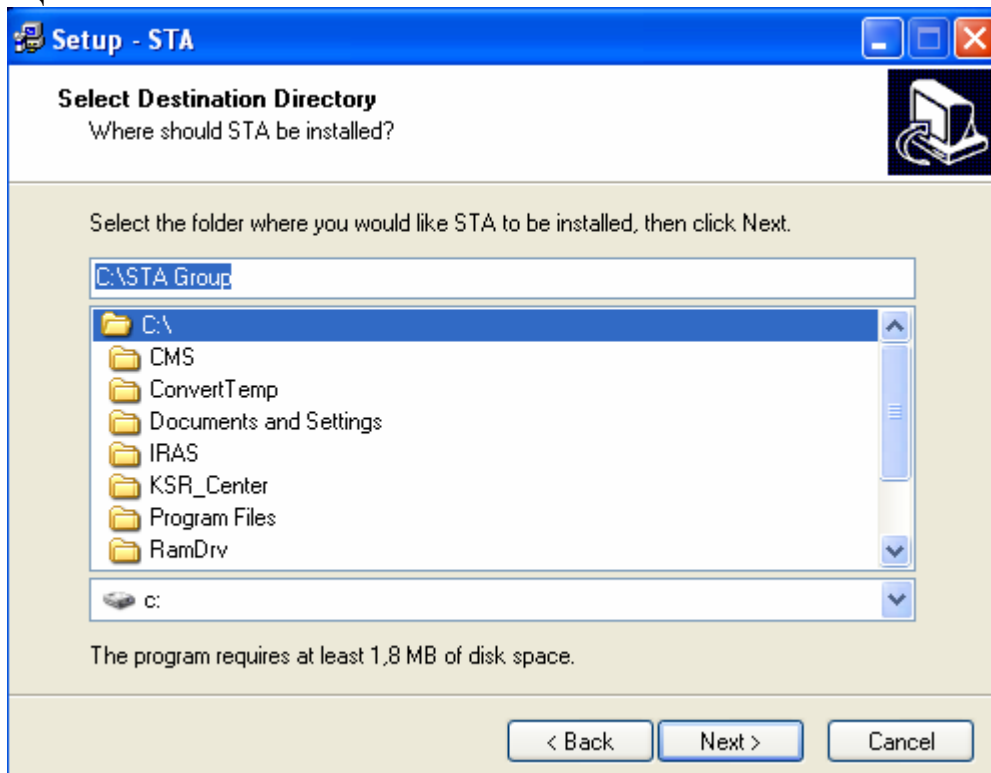 Setup - STA
Select Destination Directory
Where should STA be installed?
Select the folder where you would like STA to be installed, then click Next.
C:\STA Group
C:\
CMS
ConvertTemp
Documents and Settings
IRAS
KSR_Center
Program Files
RamDrv
c:
The program requires at least 1,8 MB of disk space.
< Back Next > Cancel